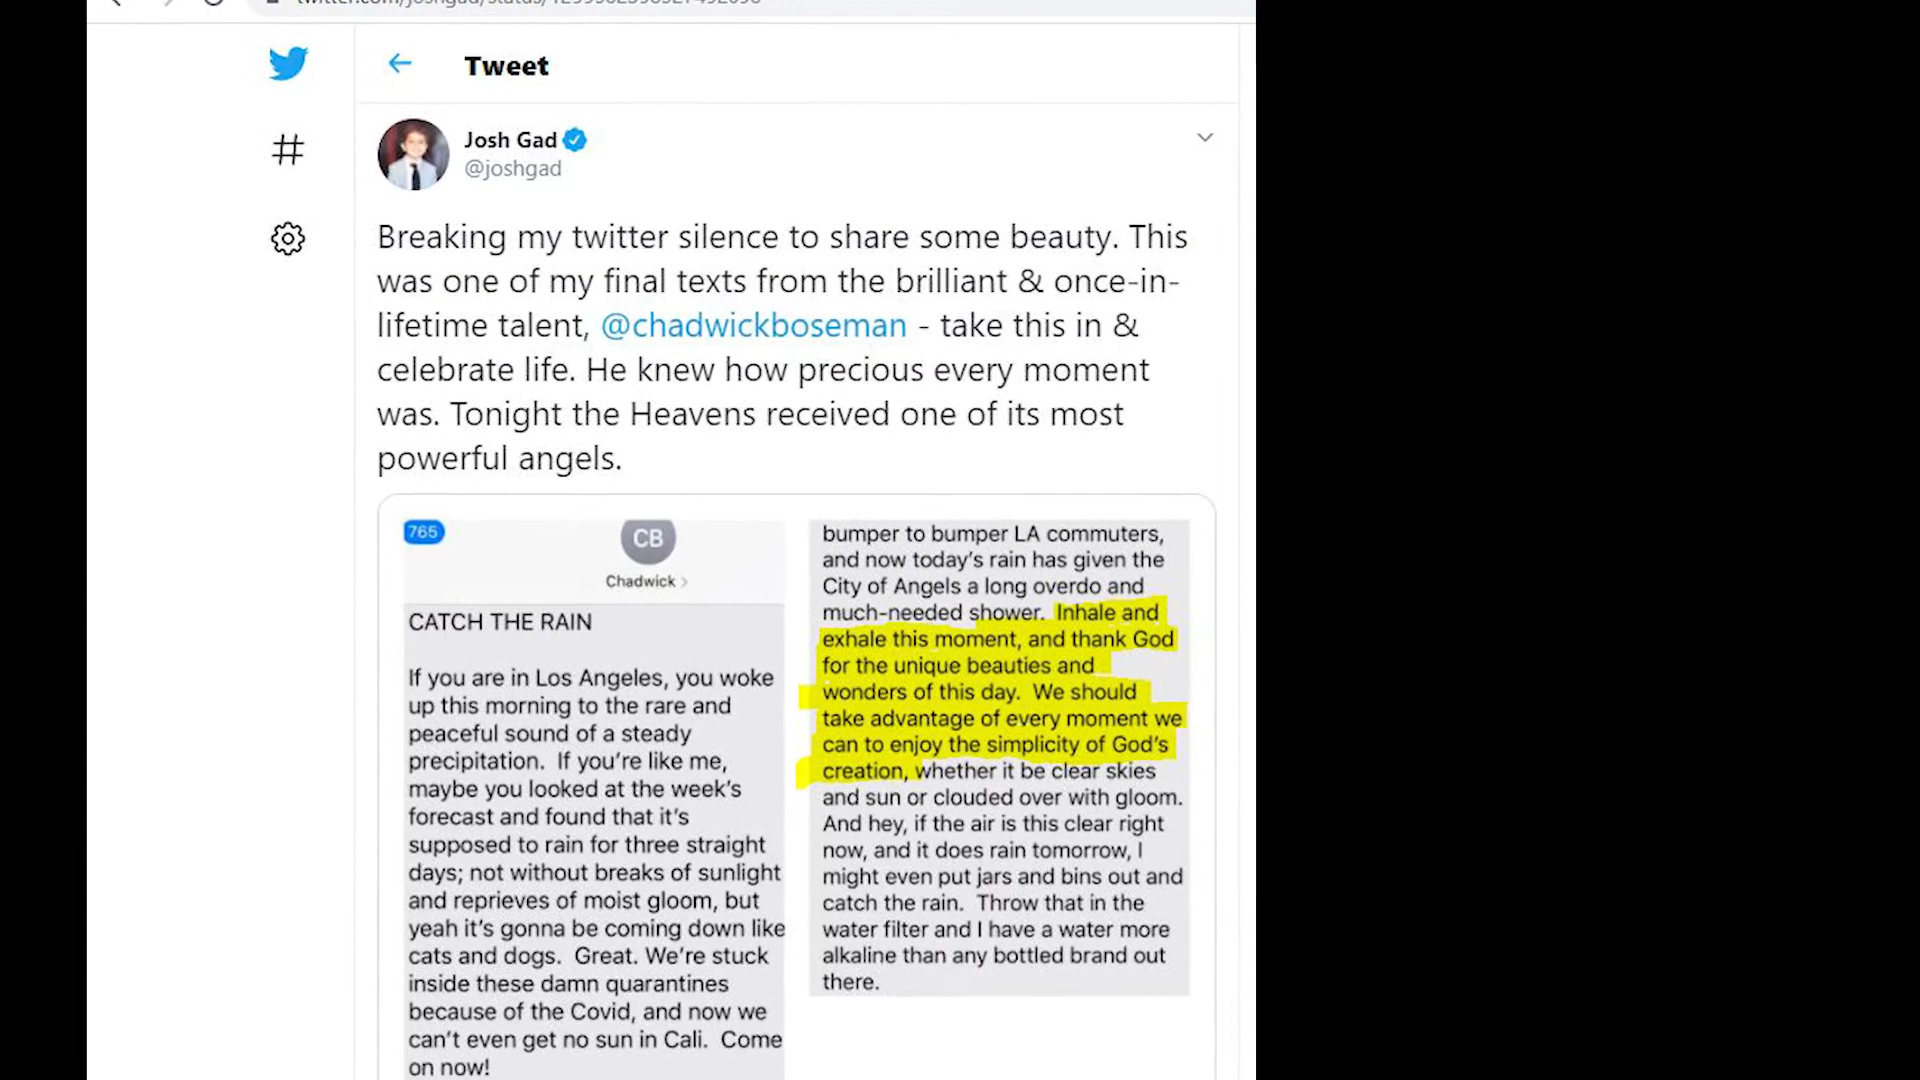 Tweet
Josh Gad
@joshgad
Breaking my twitter silence to share some beauty. This
was one of my final texts from the brilliant & once-in-
lifetime talent, @chadwickboseman - take this in &
celebrate life. He knew how precious every moment
was. Tonight the Heavens received one of its most
powerful angels.
765
CB
Chadwick
CATCH THE RAIN
If you are in Los Angeles, you woke
up this morning to the rare and
peaceful sound of a steady
precipitation. If you're like me,
maybe you looked at the week's
forecast and found that it's
supposed to rain for three straight
days; not without breaks of sunlight
and reprieves of moist gloom, but
yeah it's gonna be coming down like
cats and dogs. Great. We're stuck
inside these damn quarantines
because of the Covid, and now we
can't even get no sun in Cali. Come
on now!
bumper to bumper LA commuters,
and now today's rain has given the
City of Angels a long overdo and
much-needed shower. Inhale and
exhale this moment, and thank God
for the unique beauties and
wonders of this day. We should
take advantage of every moment we
can to enjoy the simplicity of God's
creation, whether it be clear skies
and sun or clouded over with gloom.
And hey, if the air is this clear right
now, and it does rain tomorrow, I
might even put jars and bins out and
catch the rain. Throw that in the
water filter and I have a water more
alkaline than any bottled brand out
there.